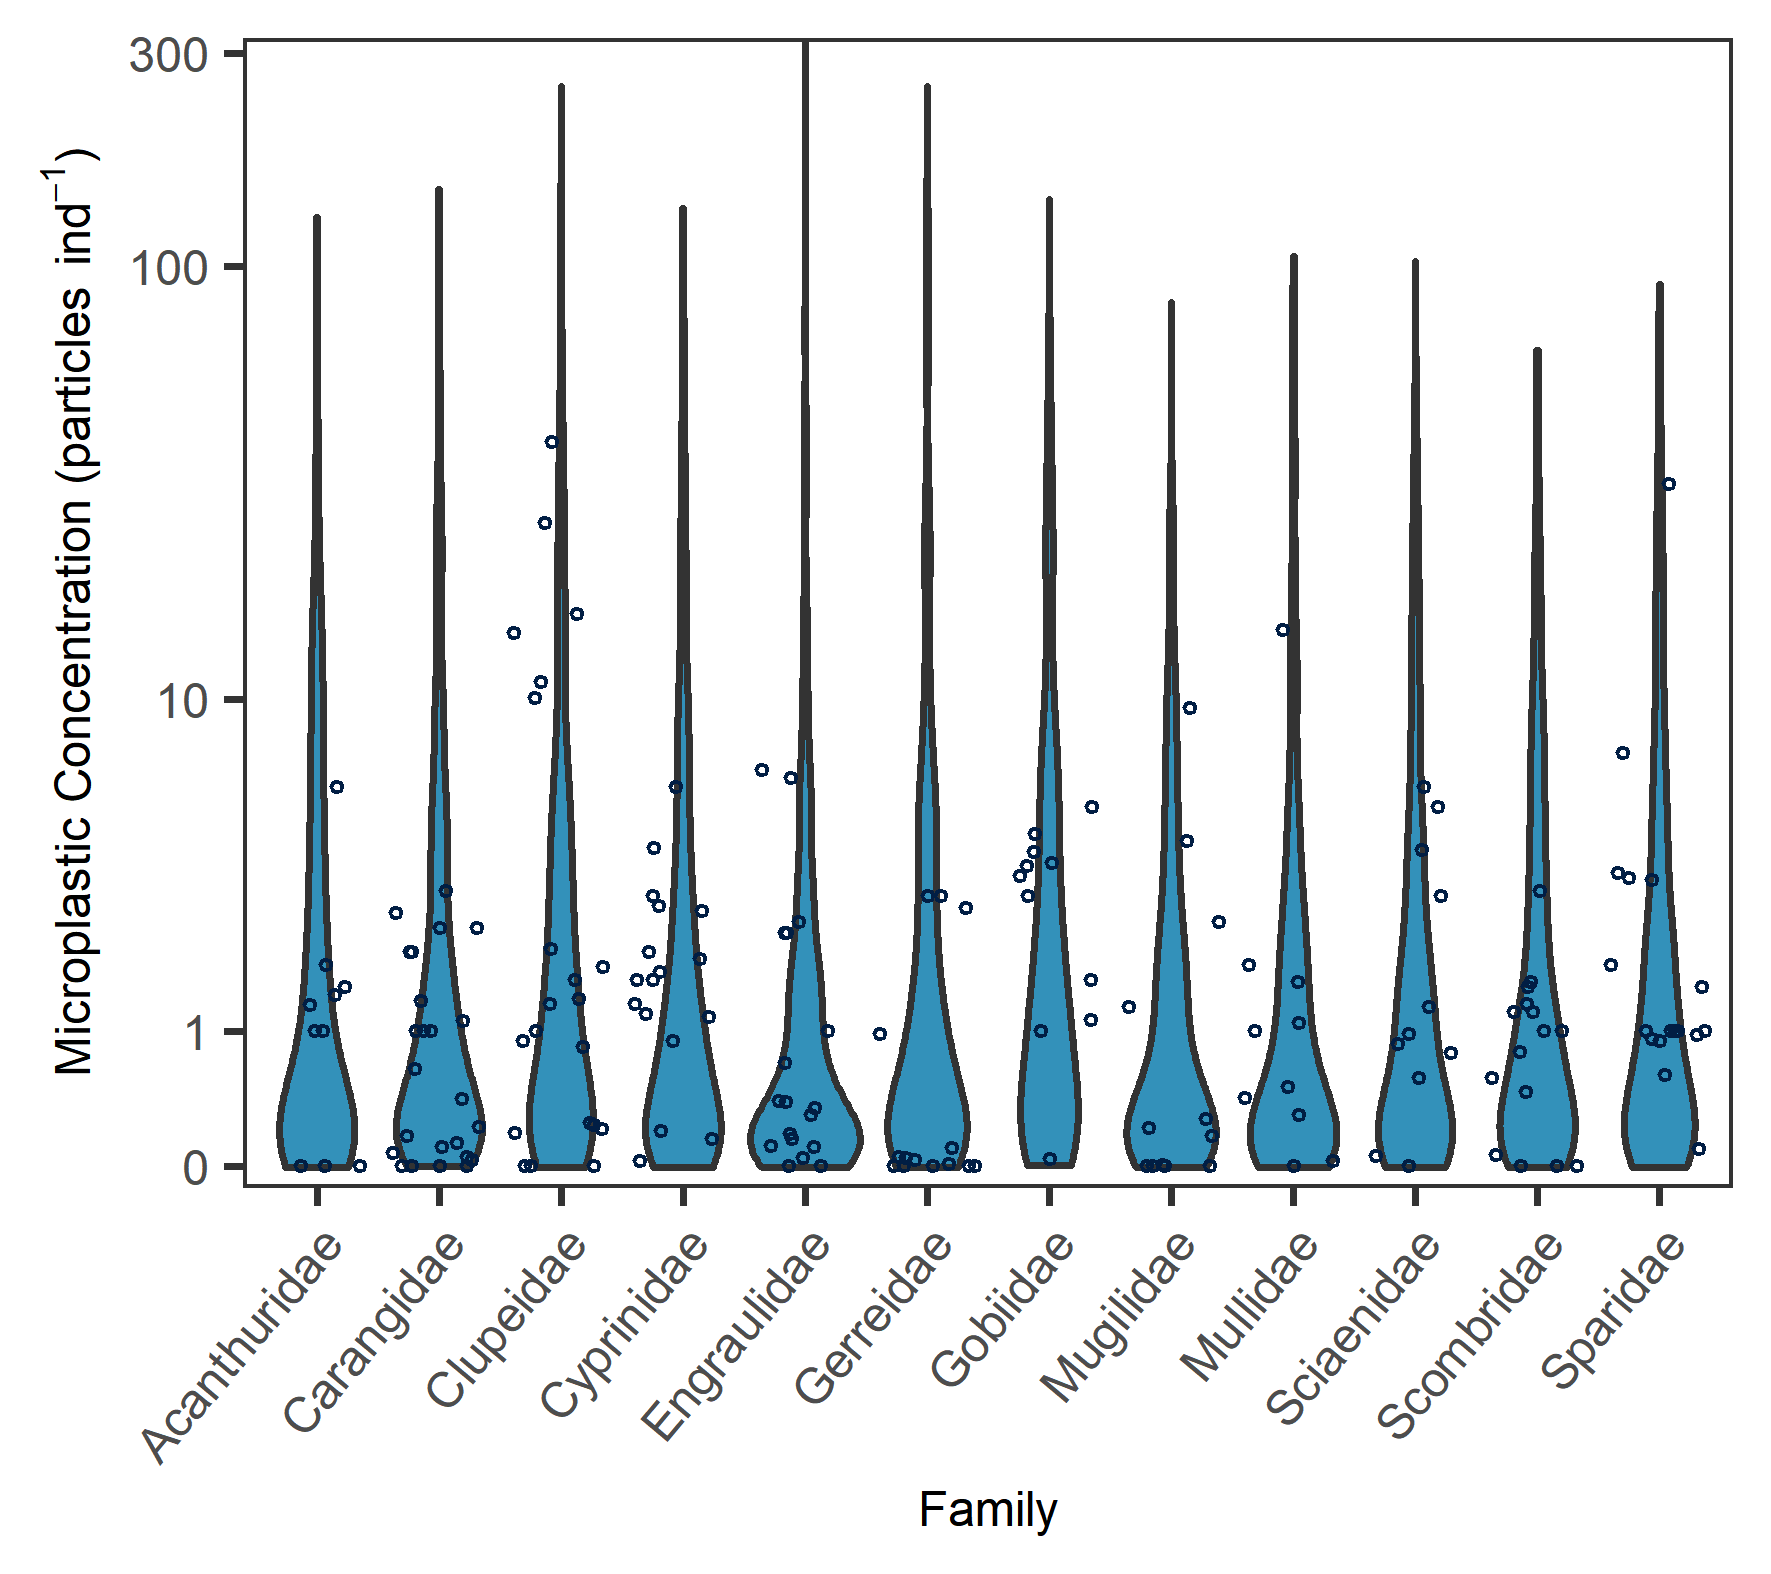 Microplastic Concentration (particles ind⁻¹)
300
100
10
1
0
Acanthuridae
Carangidae
Clupeidae
Cyprinidae
Engraulidae
Gerreidae
Gobiidae
Mugilidae
Mullidae
Sciaenidae
Scombridae
Sparidae
Family